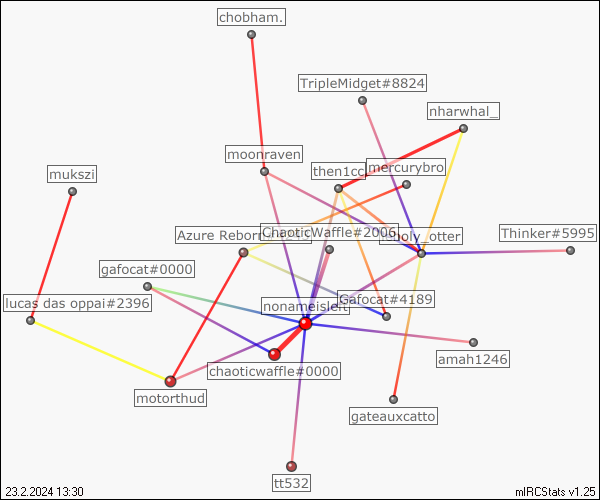 chobham.
TripleMidget#8824
nharwhal_
moonraven
then1cc
mercurybro
mukszi
Azure Rebor
ChaoticWaffle#2006
holy_otter
Thinker#5995
gafocat#0000
lucas das oppai#2396
nonameisleft
Gafocat#4189
chaoticwaffle#0000
amah1246
motorthud
gateauxcatto
tt532
23.2.2024 13:30
mIRCStats v1.25